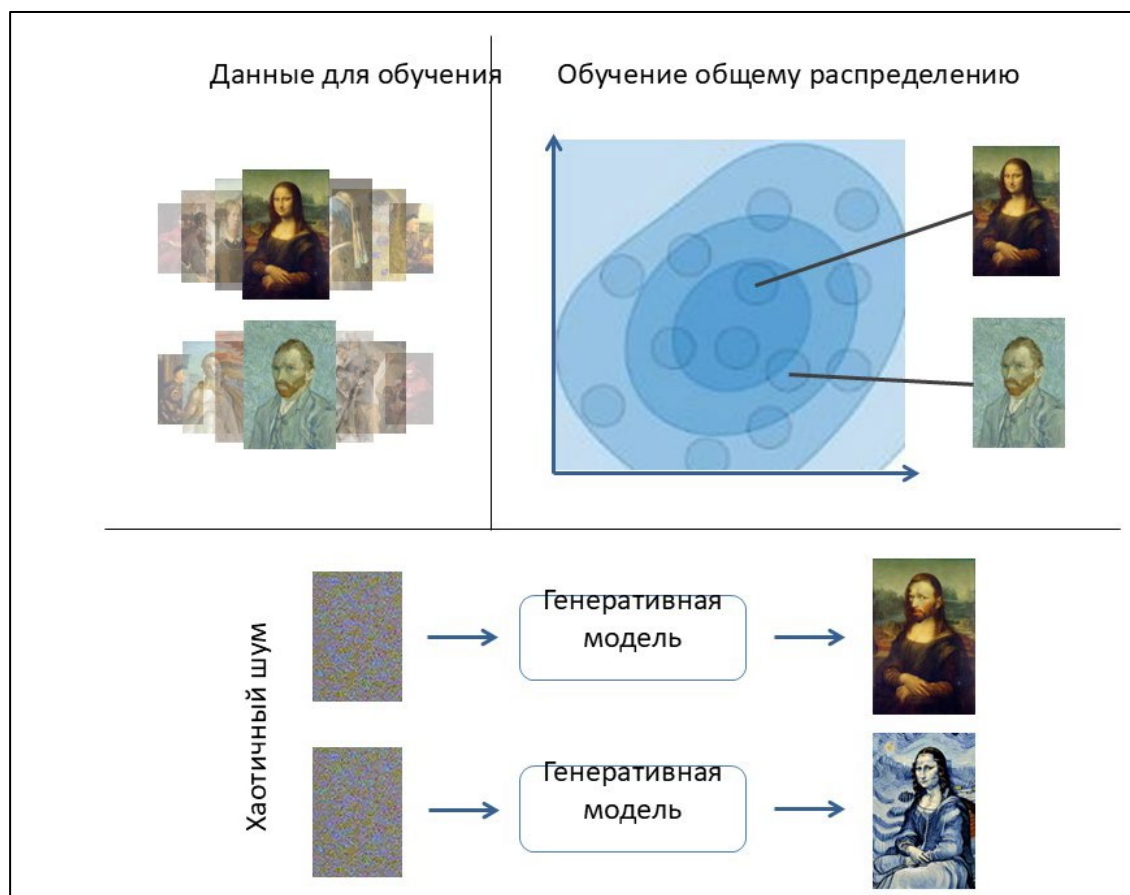 Данные для обучения
Обучение общему распределению
Хаотичный шум
Генеративная
модель
Генеративная
модель